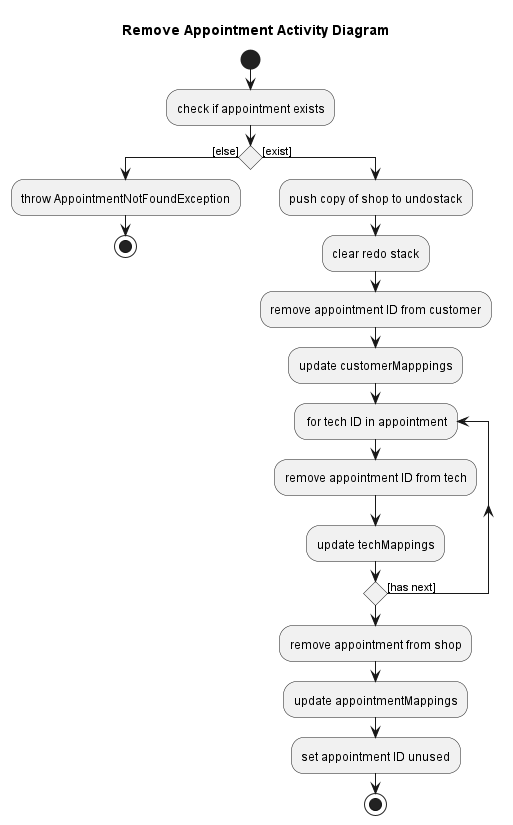 Remove Appointment Activity Diagram
check if appointment exists
[else]
[exist]
throw AppointmentNotFoundException
push copy of shop to undostack
clear redo stack
remove appointment ID from customer
update customerMapppings
for tech ID in appointment
remove appointment ID from tech
update techMappings
[has next]
remove appointment from shop
update appointmentMappings
set appointment ID unused